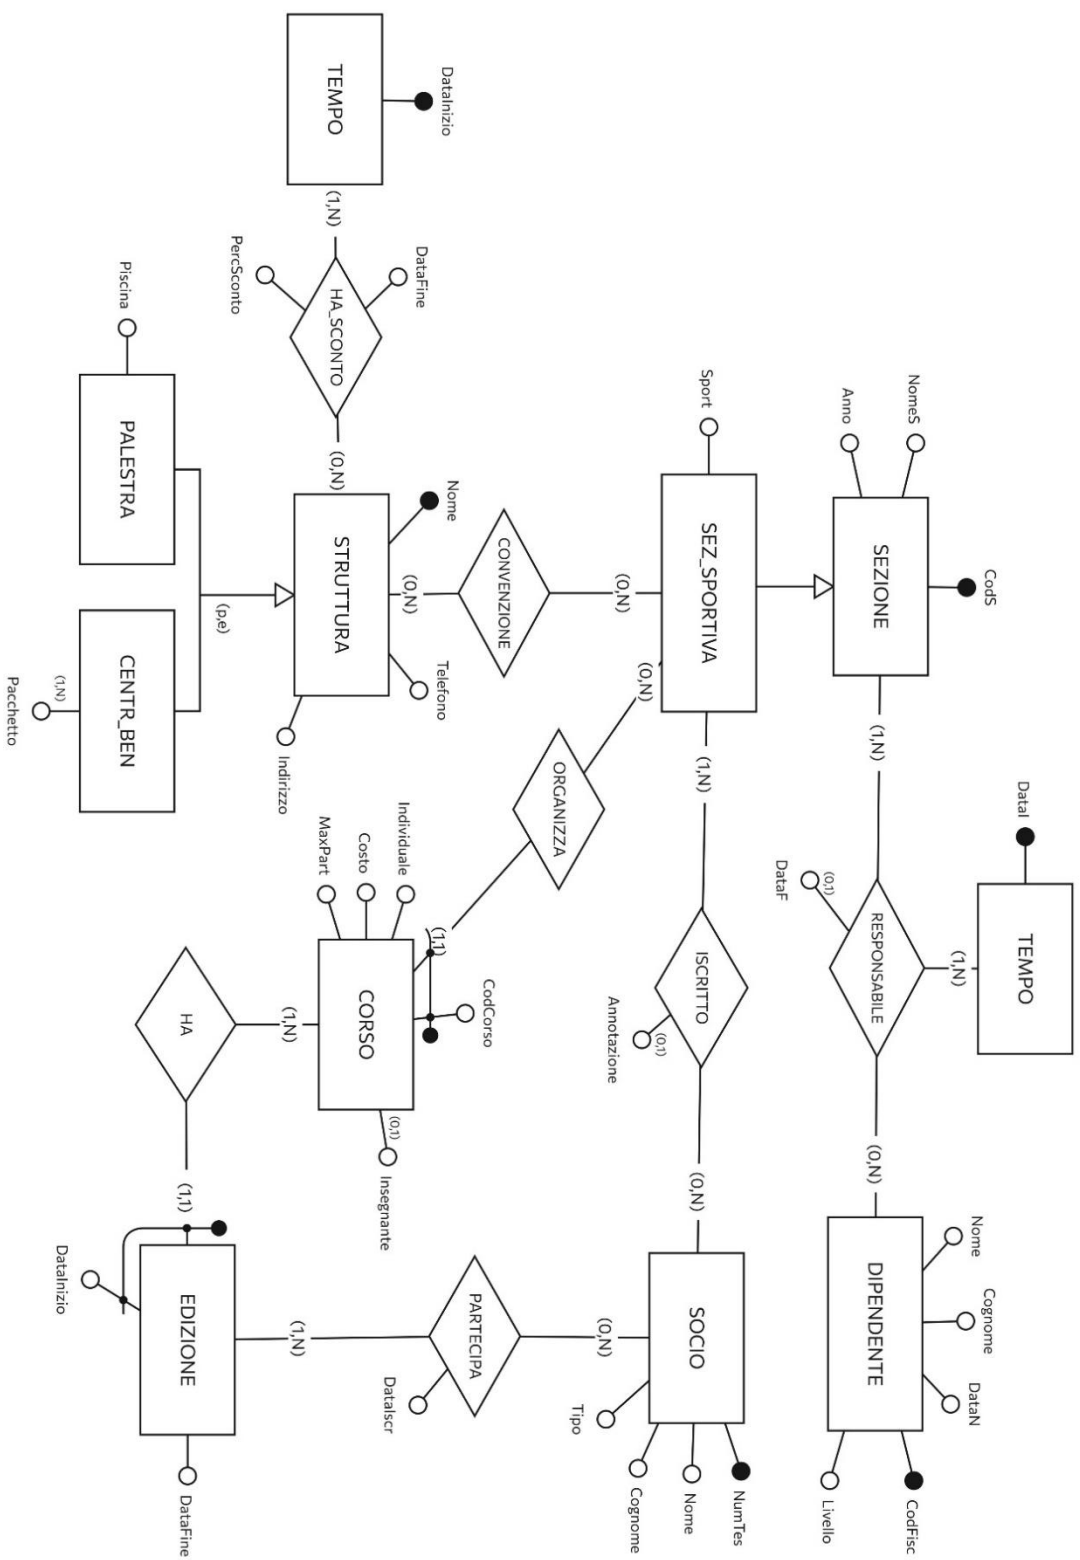 DataI
TEMPO
(1,N)
CodS
NomeS
Anno
SEZIONE
(1,N)
RESPONSABILE
DataF
(0,1)
(0,N)
DIPENDENTE
Nome
Cognome
DataN
CodFisc
Livello
Sport
SEZ_SPORTIVA
(1,N)
ISCRITTO
Annotazione
(0,1)
(0,N)
SOCIO
NumTes
Nome
Cognome
Tipo
(0,N)
CONVENZIONE
(0,N)
(0,N)
ORGANIZZA
(1,1)
(0,N)
PARTECIPA
DataIscr
(1,N)
DataInizio
TEMPO
(1,N)
HA_SCONTO
DataFine
PercSconto
(0,N)
STRUTTURA
Nome
Telefono
Indirizzo
Individuale
Costo
MaxPart
CORSO
CodCorso
(0,1)
Insegnante
(1,N)
HA
(1,1)
EDIZIONE
DataInizio
DataFine
(p,e)
Piscina
PALESTRA
CENTR_BEN
(1,N)
Pacchetto